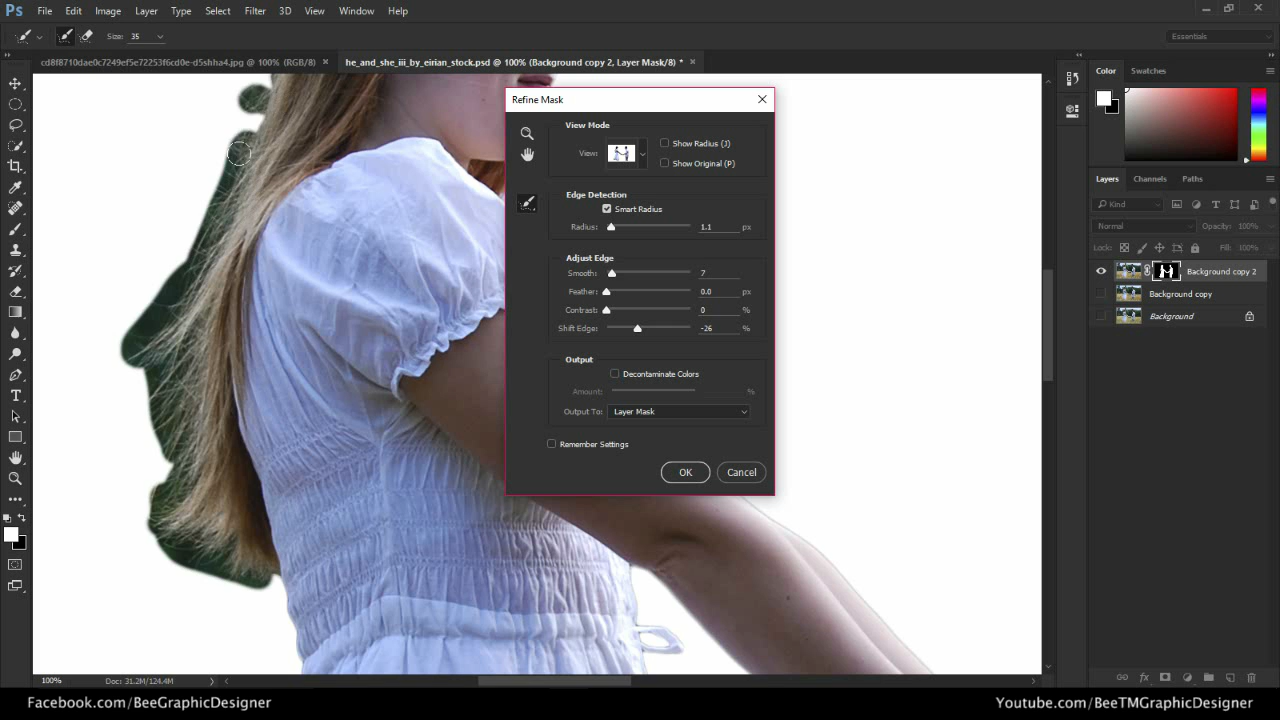 Ps File Edit Image Layer Type Select Filter 3D View Window Help
Size: 35 Essentials
cd8f8710dae0c7249ef5e72253f6cd0e-d5shha4.jpg @ 100% (RGB/8) × he_and_she_iii_by_eirian_stock.psd @ 100% (Background copy 2, Layer Mask/8) * ×
Refine Mask
View Mode
View:
Show Radius (J)
Show Original (P)
Edge Detection
Smart Radius
Radius: 1.1 px
Adjust Edge
Smooth: 7
Feather: 0.0 px
Contrast: 0 %
Shift Edge: -26 %
Output
Decontaminate Colors
Amount: %
Output To: Layer Mask
Remember Settings
OK Cancel
Color Swatches
Layers Channels Paths
Kind
Normal Opacity: 100%
Lock: Fill: 100%
Background copy 2
Background copy
Background
100% Doc: 31.2M/124.4M
Facebook.com/BeeGraphicDesigner
Youtube.com/BeeTMGraphicDesigner